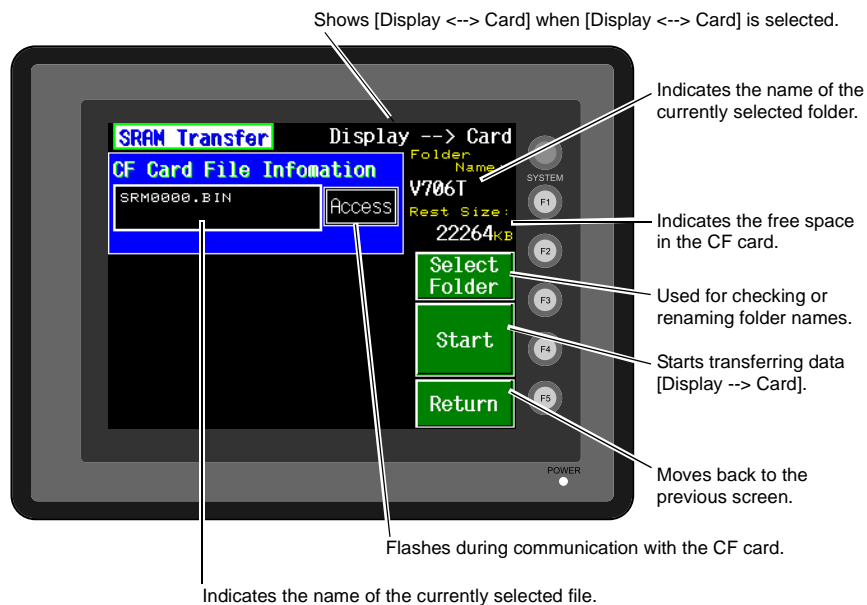 Shows [Display <--> Card] when [Display <--> Card] is selected.
Indicates the name of the
currently selected folder.
SRAM Transfer
Display --> Card
Folder
Name:
CF Card File Infomation
V706T
SYSTEM
SRM0000.BIN
Access
F1
Rest Size:
22264KB
Indicates the free space
in the CF card.
F2
Select
Folder
F3
Used for checking or
renaming folder names.
Start
F4
Starts transferring data
[Display --> Card].
Return
F5
POWER
Moves back to the
previous screen.
Flashes during communication with the CF card.
Indicates the name of the currently selected file.